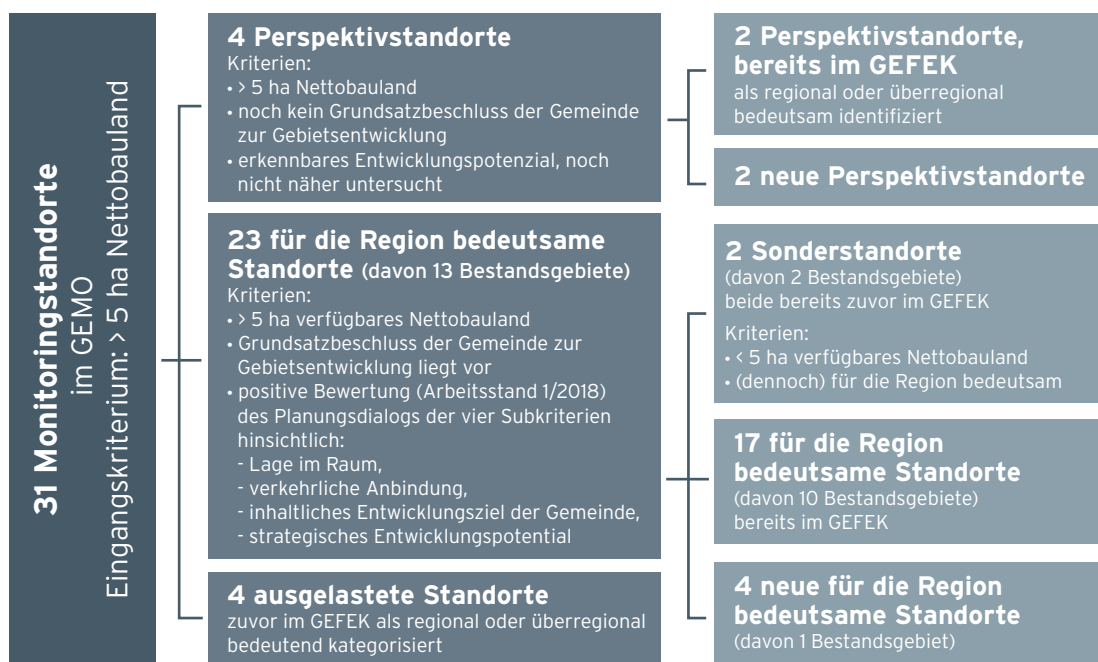 31 Monitoringstandorte
im GEMO
Eingangskriterium: > 5 ha Nettobauland
4 Perspektivstandorte
Kriterien:
• > 5 ha Nettobauland
• noch kein Grundsatzbeschluss der Gemeinde
zur Gebietsentwicklung
• erkennbares Entwicklungspotenzial, noch
nicht näher untersucht
23 für die Region bedeutsame
Standorte (davon 13 Bestandsgebiete)
Kriterien:
• > 5 ha verfügbares Nettobauland
• Grundsatzbeschluss der Gemeinde zur
Gebietsentwicklung liegt vor
• positive Bewertung (Arbeitsstand 1/2018)
des Planungsdialogs der vier Subkriterien
hinsichtlich:
- Lage im Raum,
- verkehrliche Anbindung,
- inhaltliches Entwicklungsziel der Gemeinde,
- strategisches Entwicklungspotential
4 ausgelastete Standorte
zuvor im GEFEK als regional oder überregional
bedeutend kategorisiert
2 Perspektivstandorte,
bereits im GEFEK
als regional oder überregional
bedeutsam identifiziert
2 neue Perspektivstandorte
2 Sonderstandorte
(davon 2 Bestandsgebiete)
beide bereits zuvor im GEFEK
Kriterien:
• < 5 ha verfügbares Nettobauland
• (dennoch) für die Region bedeutsam
17 für die Region
bedeutsame Standorte
(davon 10 Bestandsgebiete)
bereits im GEFEK
4 neue für die Region
bedeutsame Standorte
(davon 1 Bestandsgebiet)